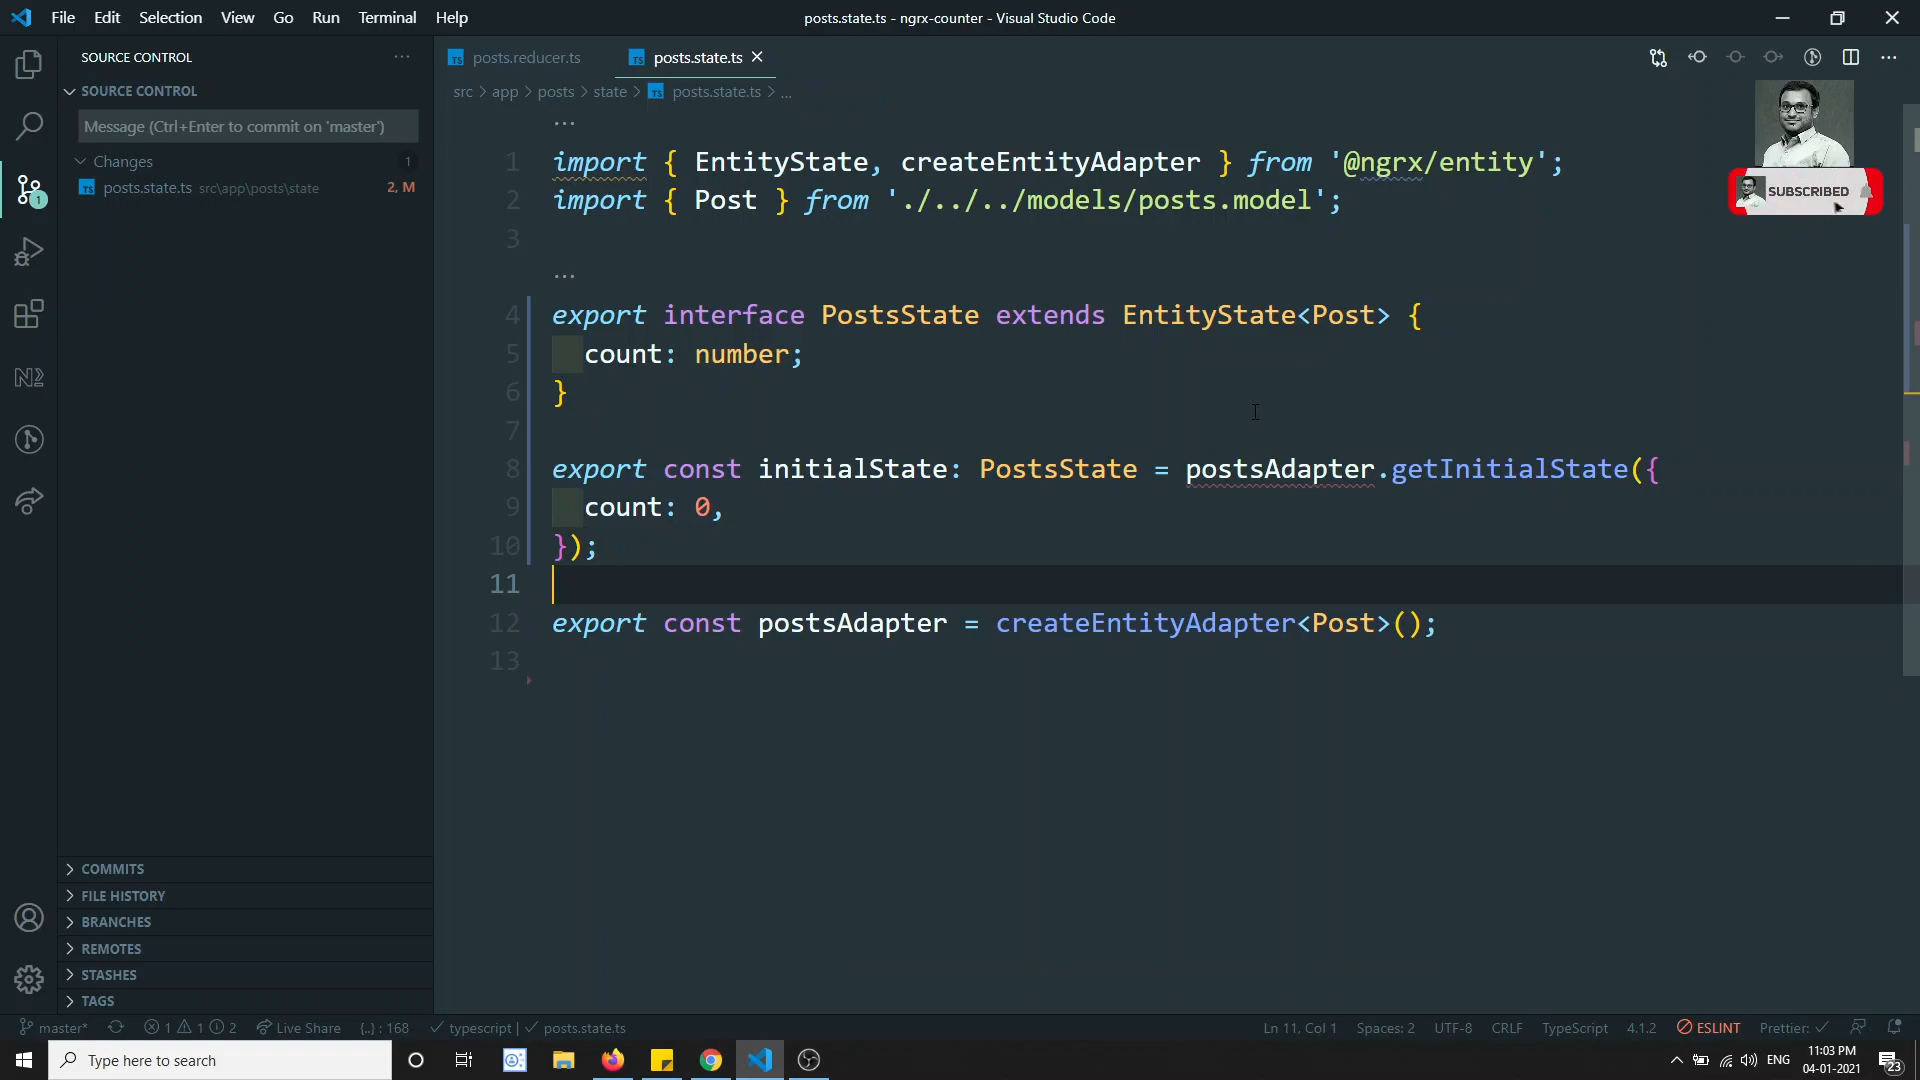 File Edit Selection View Go Run Terminal Help
posts.state.ts - ngrx-counter - Visual Studio Code
SOURCE CONTROL ...
SOURCE CONTROL
Message (Ctrl+Enter to commit on 'master')
Changes 1
posts.state.ts src\app\posts\state 2, M
1
COMMITS
FILE HISTORY
BRANCHES
REMOTES
STASHES
TAGS
TS posts.reducer.ts TS posts.state.ts
src > app > posts > state > TS posts.state.ts > ...
...
1 import { EntityState, createEntityAdapter } from '@ngrx/entity';
2 import { Post } from './../../models/posts.model';
3
...
4 export interface PostsState extends EntityState<Post> {
5 count: number;
6 }
7
8 export const initialState: PostsState = postsAdapter.getInitialState({
9 count: 0,
10 });
11
12 export const postsAdapter = createEntityAdapter<Post>();
13
SUBSCRIBED
master* 1 1 2 Live Share {..} : 168 typescript | posts.state.ts
Ln 11, Col 1 Spaces: 2 UTF-8 CRLF TypeScript 4.1.2 ESLINT Prettier:
Type here to search
ENG 11:03 PM
04-01-2021
23